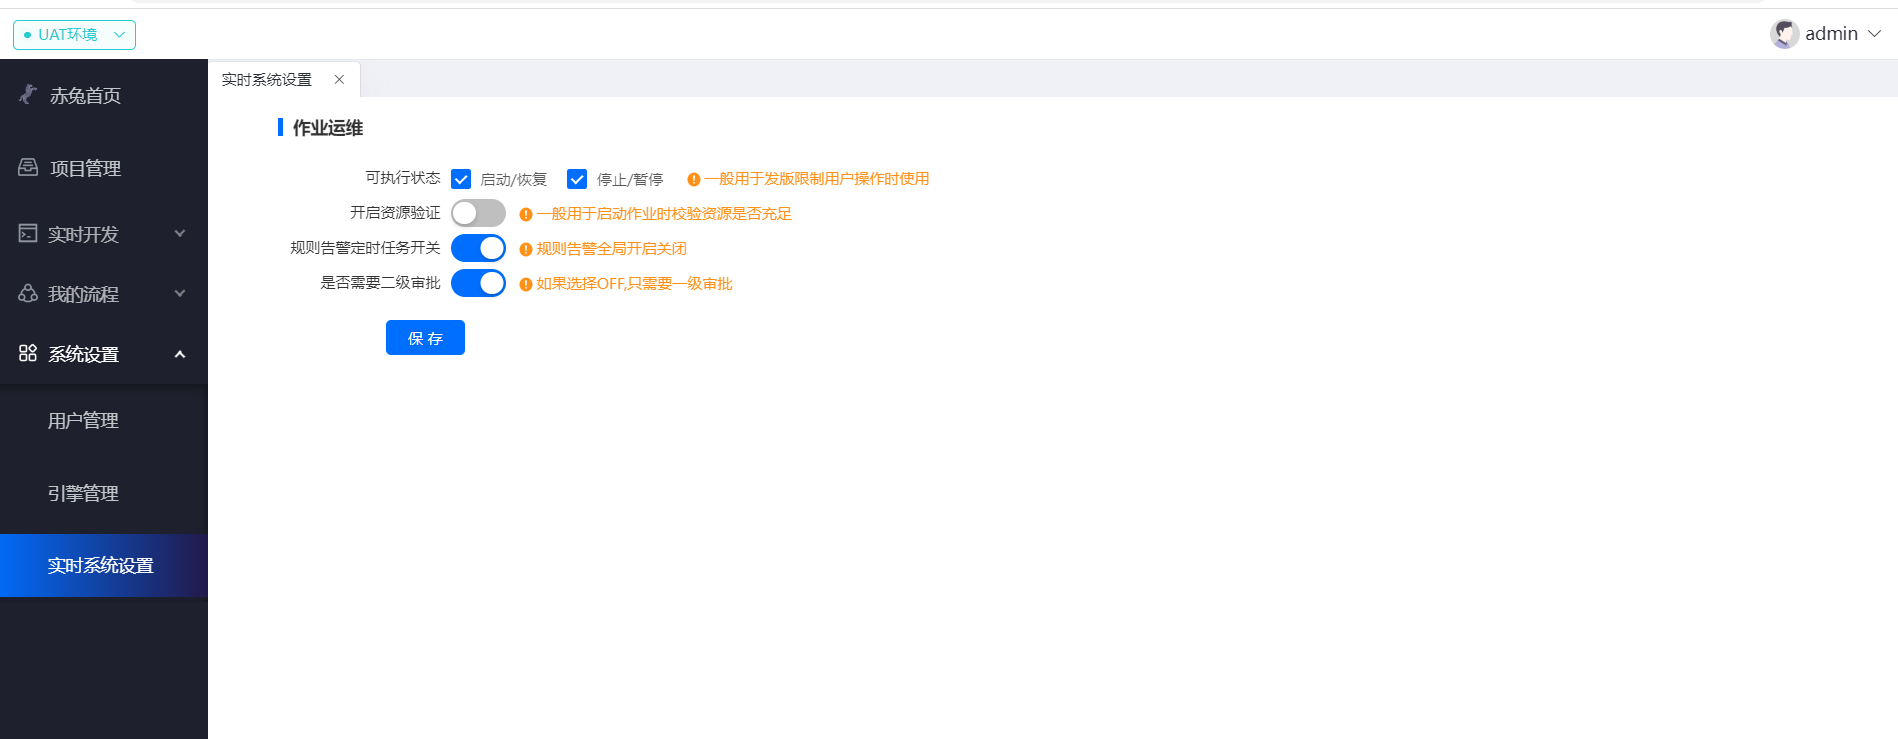 UAT环境
admin
赤兔首页
项目管理
实时开发
我的流程
系统设置
用户管理
引擎管理
实时系统设置
实时系统设置
作业运维
可执行状态 启动/恢复 停止/暂停 一般用于发版限制用户操作时使用
开启资源验证 一般用于启动作业时校验资源是否充足
规则告警定时任务开关 规则告警全局开启关闭
是否需要二级审批 如果选择OFF,只需要一级审批
保 存